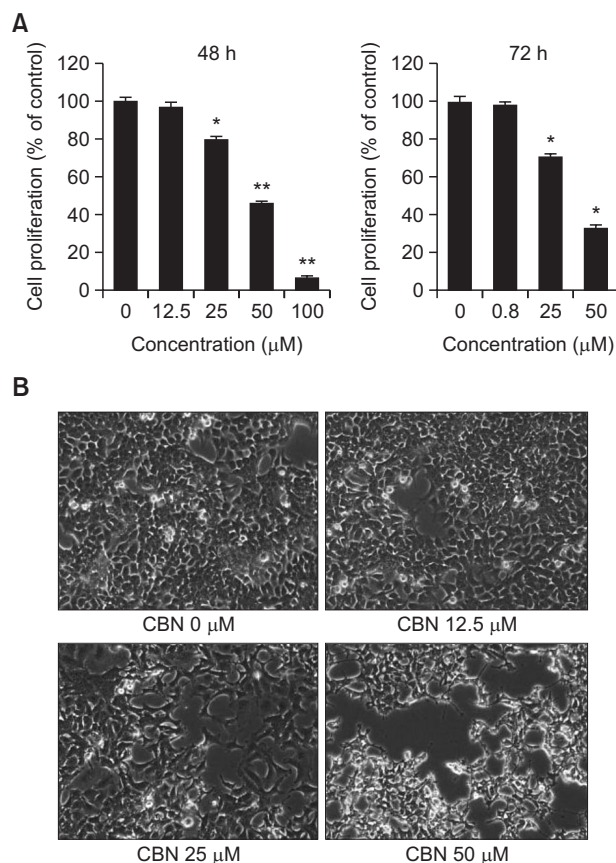 A
48 h
120
100
80
60
40
20
0
Cell proliferation (% of control)
*
**
**
0 12.5 25 50 100
Concentration (µM)
72 h
120
100
80
60
40
20
0
Cell proliferation (% of control)
*
*
0 0.8 25 50
Concentration (µM)
B
CBN 0 µM
CBN 12.5 µM
CBN 25 µM
CBN 50 µM